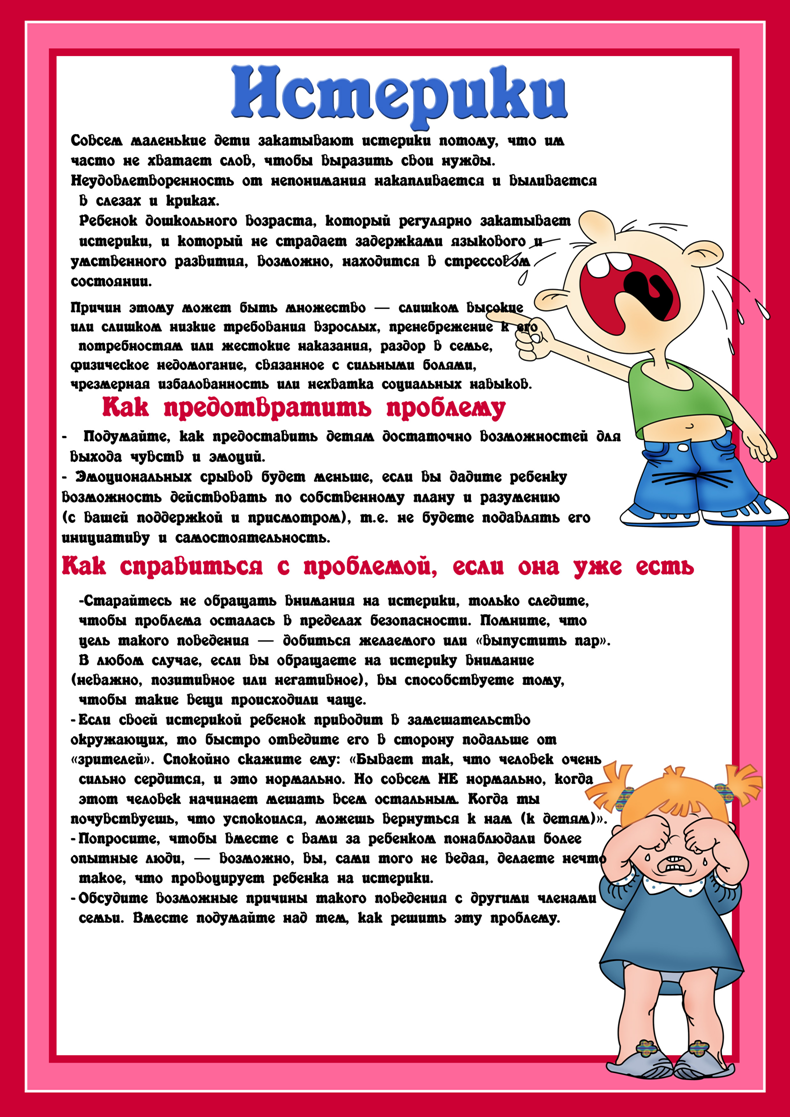 Истерики
Совсем маленькие дети закатывают истерики потому, что им
часто не хватает слов, чтобы выразить свои нужды.
Неудовлетворенность от непонимания накапливается и выливается
в слезах и криках.
Ребенок дошкольного возраста, который регулярно закатывает
истерики, и который не страдает задержками языкового и
умственного развития, возможно, находится в стрессовом
состоянии.
Причин этому может быть множество — слишком высокие
или слишком низкие требования взрослых, пренебрежение к его
потребностям или жестокие наказания, раздор в семье,
физическое недомогание, связанное с сильными болями,
чрезмерная избалованность или нехватка социальных навыков.
Как предотвратить проблему
- Подумайте, как предоставить детям достаточно возможностей для
выхода чувств и эмоций.
- Эмоциональных срывов будет меньше, если вы дадите ребенку
возможность действовать по собственному плану и разумению
(с вашей поддержкой и присмотром), т.е. не будете подавлять его
инициативу и самостоятельность.
Как справиться с проблемой, если она уже есть
-Старайтесь не обращать внимания на истерики, только следите,
чтобы проблема осталась в пределах безопасности. Помните, что
цель такого поведения — добиться желаемого или «выпустить пар».
В любом случае, если вы обращаете на истерику внимание
(неважно, позитивное или негативное), вы способствуете тому,
чтобы такие вещи происходили чаще.
- Если своей истерикой ребенок приводит в замешательство
окружающих, то быстро отведите его в сторону подальше от
«зрителей». Спокойно скажите ему: «Бывает так, что человек очень
сильно сердится, и это нормально. Но совсем НЕ нормально, когда
этот человек начинает мешать всем остальным. Когда ты
почувствуешь, что успокоился, можешь вернуться к нам (к детям)».
- Попросите, чтобы вместе с вами за ребенком понаблюдали более
опытные люди, — возможно, вы, сами того не ведая, делаете нечто
такое, что провоцирует ребенка на истерики.
- Обсудите возможные причины такого поведения с другими членами
семьи. Вместе подумайте над тем, как решить эту проблему.